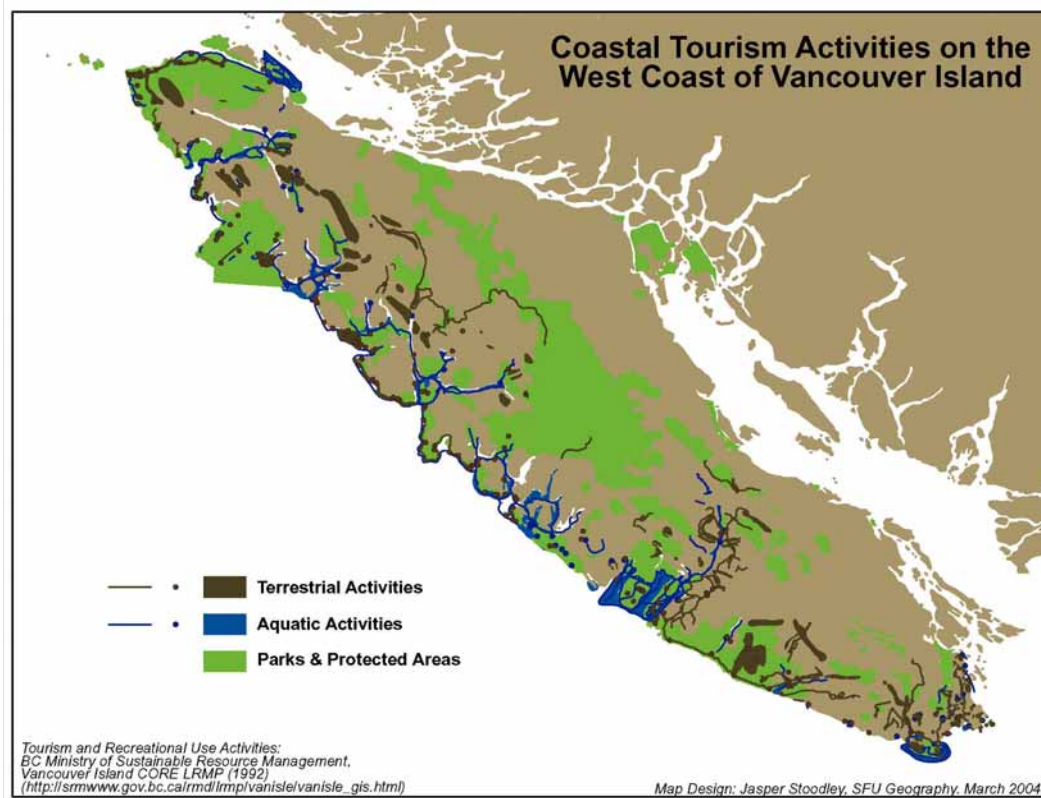 Coastal Tourism Activities on the
West Coast of Vancouver Island
Terrestrial Activities
Aquatic Activities
Parks & Protected Areas
Tourism and Recreational Use Activities:
BC Ministry of Sustainable Resource Management,
Vancouver Island CORE LRMP (1992)
(http://srmwww.gov.bc.ca/rmd/lrmp/vanisle/vanisle_gis.html)
Map Design: Jasper Stoodley, SFU Geography. March 2004